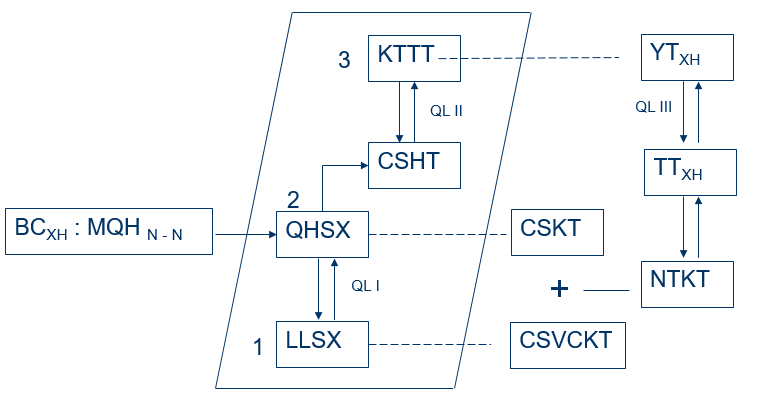 3
KTTT
YTXH
QL II
QL III
CSHT
TTXH
2
BCXH : MQH N - N
QHSX
CSKT
QL I
+
NTKT
1
LLSX
CSVCKT